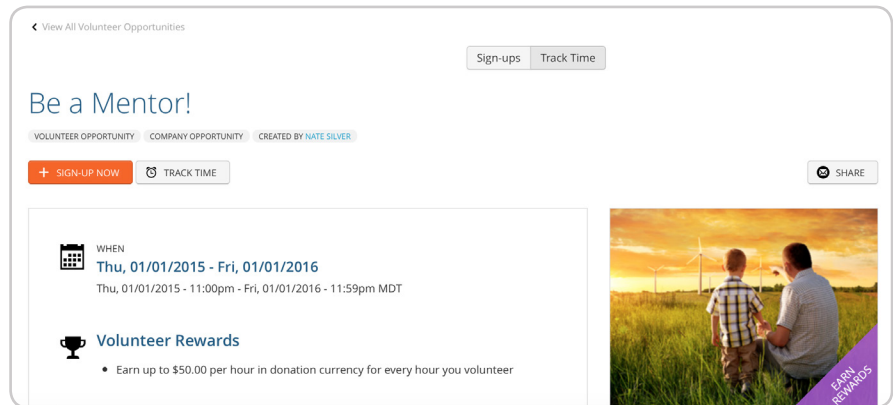 View All Volunteer Opportunities
Sign-ups Track Time
Be a Mentor!
VOLUNTEER OPPORTUNITY COMPANY OPPORTUNITY CREATED BY NATE SILVER
+ SIGN-UP NOW TRACK TIME SHARE
WHEN
Thu, 01/01/2015 - Fri, 01/01/2016
Thu, 01/01/2015 - 11:00pm - Fri, 01/01/2016 - 11:59pm MDT
Volunteer Rewards
• Earn up to $50.00 per hour in donation currency for every hour you volunteer
EARN
REWARDS